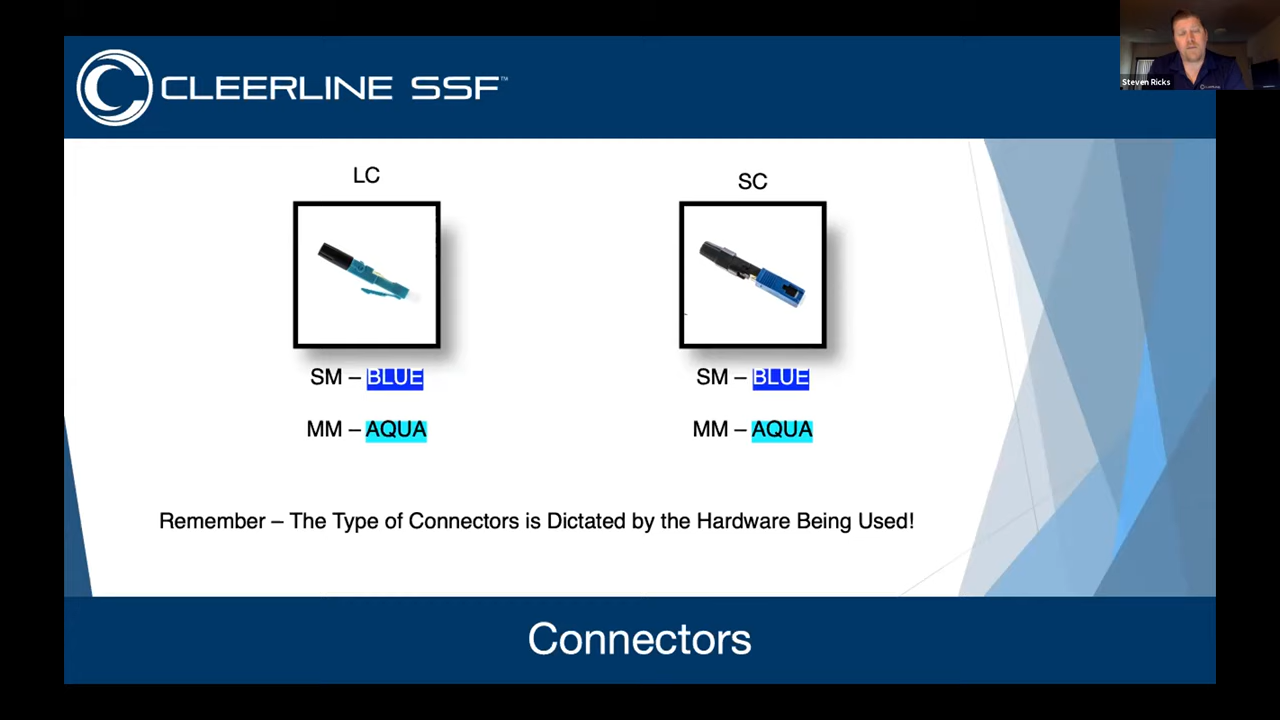 Steven Ricks
CLEERLINE SSF™
LC
SC
SM – BLUE
SM – BLUE
MM – AQUA
MM – AQUA
Remember – The Type of Connectors is Dictated by the Hardware Being Used!
Connectors